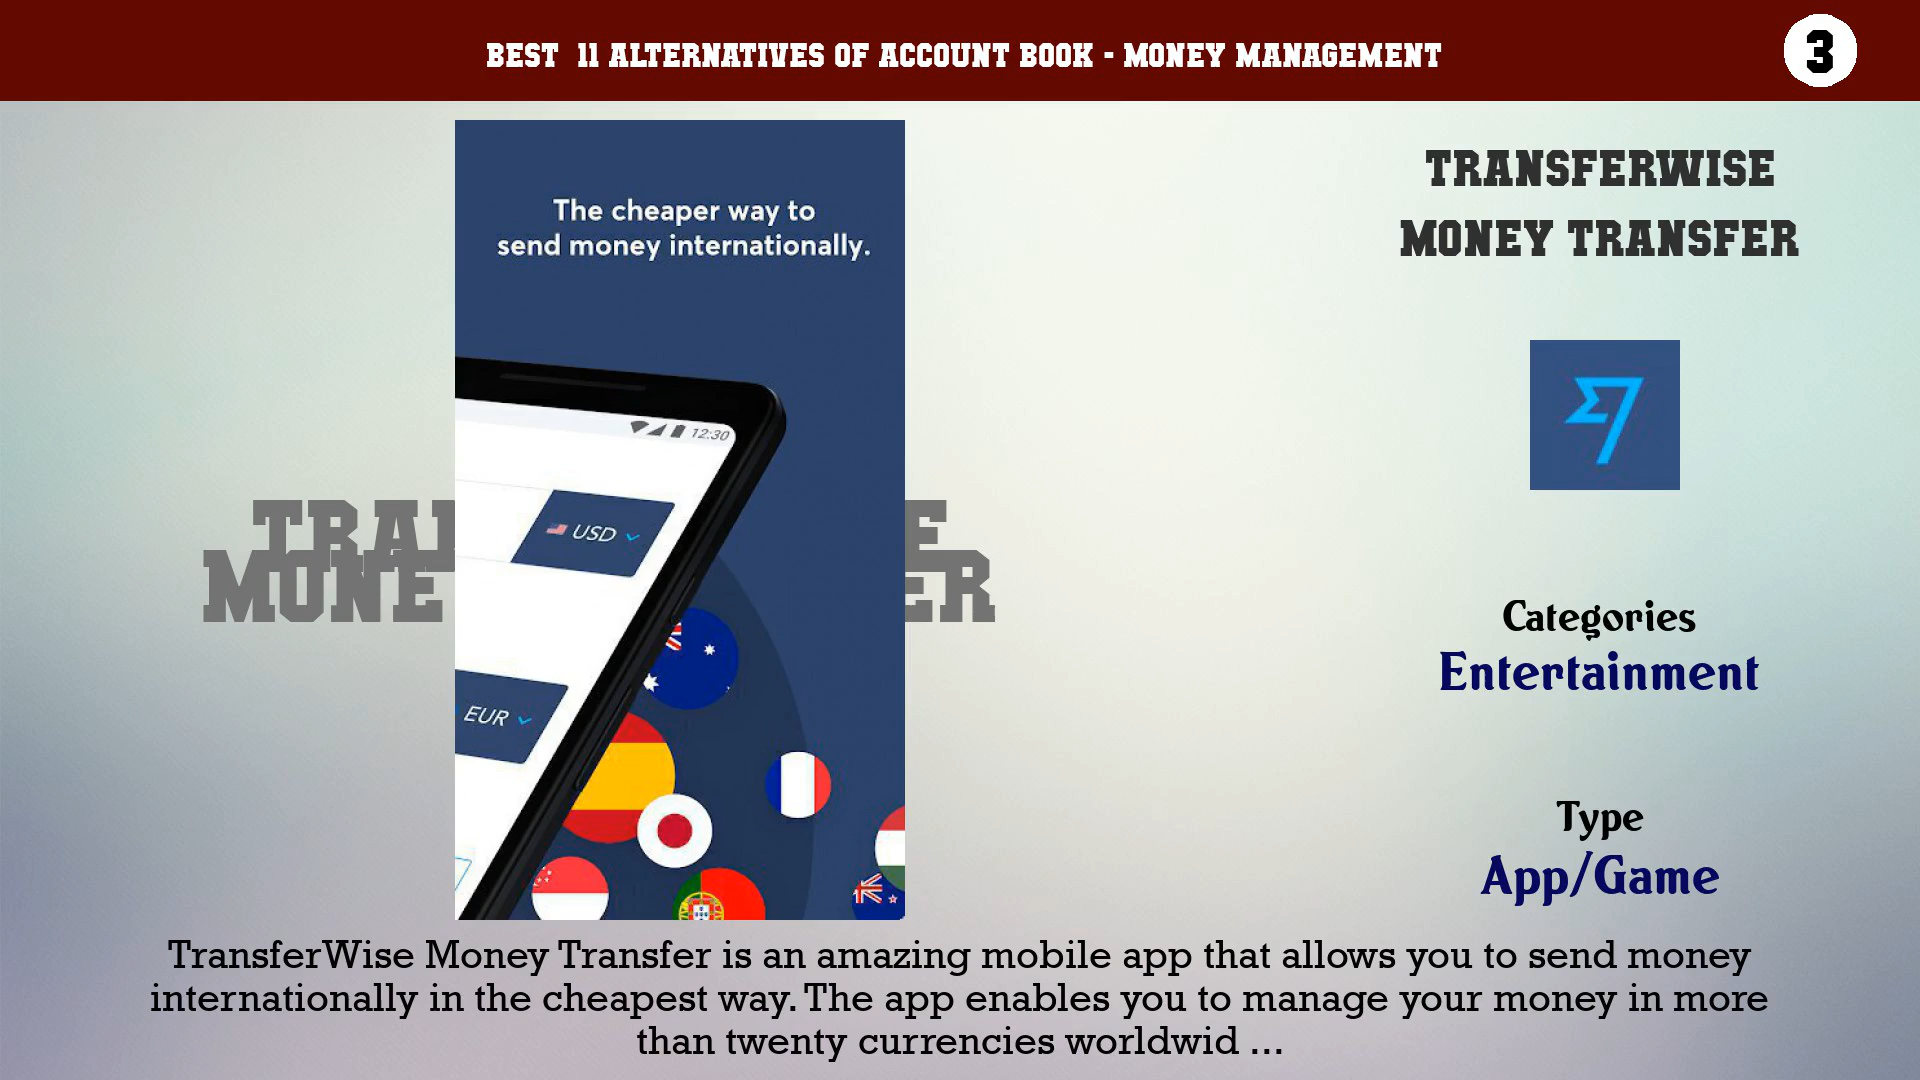 BEST 11 ALTERNATIVES OF ACCOUNT BOOK - MONEY MANAGEMENT
3
The cheaper way to
send money internationally.
12:30
USD
EUR
TRANSFERWISE
MONEY TRANSFER
Categories
Entertainment
Type
App/Game
TransferWise Money Transfer is an amazing mobile app that allows you to send money
internationally in the cheapest way. The app enables you to manage your money in more
than twenty currencies worldwid ...